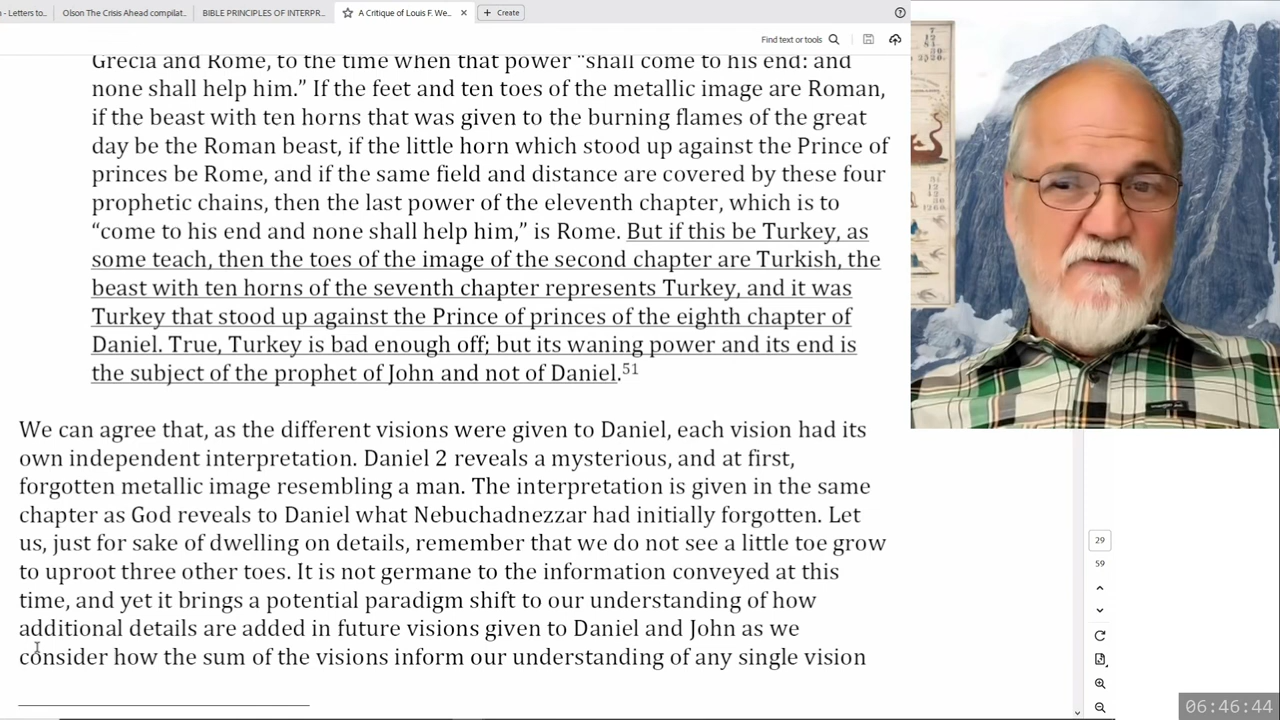 n - Letters to...
Olson The Crisis Ahead compilat...
BIBLE PRINCIPLES OF INTERPR...
A Critique of Louis F. We...
Create
Find text or tools
Grecia and Rome, to the time when that power “shall come to his end: and
none shall help him.” If the feet and ten toes of the metallic image are Roman,
if the beast with ten horns that was given to the burning flames of the great
day be the Roman beast, if the little horn which stood up against the Prince of
princes be Rome, and if the same field and distance are covered by these four
prophetic chains, then the last power of the eleventh chapter, which is to
“come to his end and none shall help him,” is Rome. But if this be Turkey, as
some teach, then the toes of the image of the second chapter are Turkish, the
beast with ten horns of the seventh chapter represents Turkey, and it was
Turkey that stood up against the Prince of princes of the eighth chapter of
Daniel. True, Turkey is bad enough off; but its waning power and its end is
the subject of the prophet of John and not of Daniel.51
We can agree that, as the different visions were given to Daniel, each vision had its
own independent interpretation. Daniel 2 reveals a mysterious, and at first,
forgotten metallic image resembling a man. The interpretation is given in the same
chapter as God reveals to Daniel what Nebuchadnezzar had initially forgotten. Let
us, just for sake of dwelling on details, remember that we do not see a little toe grow
to uproot three other toes. It is not germane to the information conveyed at this
time, and yet it brings a potential paradigm shift to our understanding of how
additional details are added in future visions given to Daniel and John as we
consider how the sum of the visions inform our understanding of any single vision
29
59
06:46:44